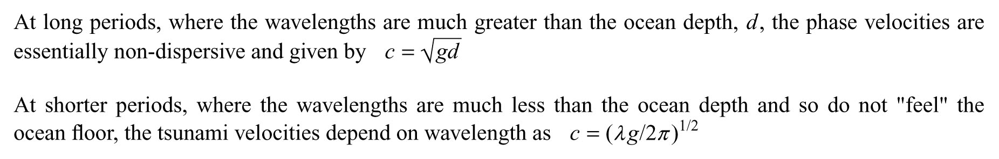 At long periods, where the wavelengths are much greater than the ocean depth, d, the phase velocities are
essentially non-dispersive and given by c = √gd
At shorter periods, where the wavelengths are much less than the ocean depth and so do not "feel" the
ocean floor, the tsunami velocities depend on wavelength as c = (λg/2π)^1/2